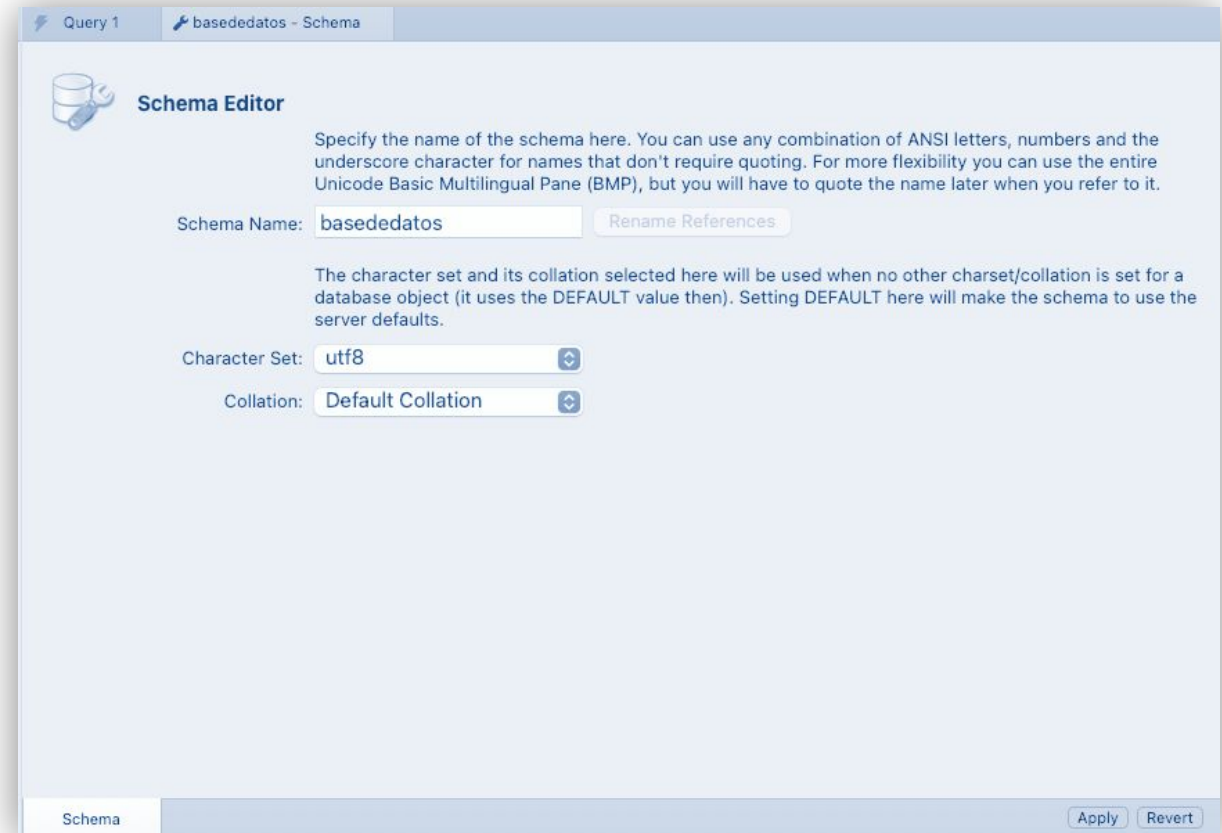 Query 1
basededatos - Schema
Schema Editor
Specify the name of the schema here. You can use any combination of ANSI letters, numbers and the
underscore character for names that don't require quoting. For more flexibility you can use the entire
Unicode Basic Multilingual Pane (BMP), but you will have to quote the name later when you refer to it.
Schema Name: basededatos Rename References
The character set and its collation selected here will be used when no other charset/collation is set for a
database object (it uses the DEFAULT value then). Setting DEFAULT here will make the schema to use the
server defaults.
Character Set: utf8
Collation: Default Collation
Schema
Apply Revert